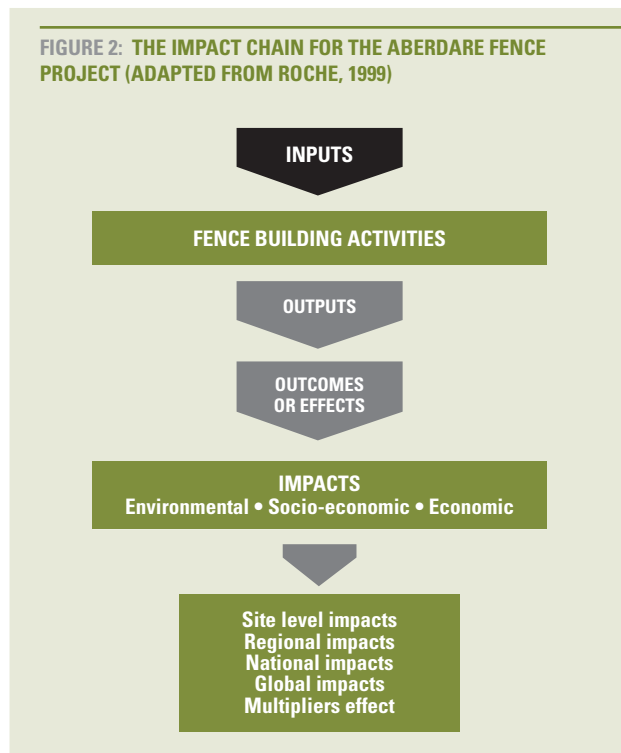 FIGURE 2: THE IMPACT CHAIN FOR THE ABERDARE FENCE
PROJECT (ADAPTED FROM ROCHE, 1999)
INPUTS
FENCE BUILDING ACTIVITIES
OUTPUTS
OUTCOMES
OR EFFECTS
IMPACTS
Environmental • Socio-economic • Economic
Site level impacts
Regional impacts
National impacts
Global impacts
Multipliers effect